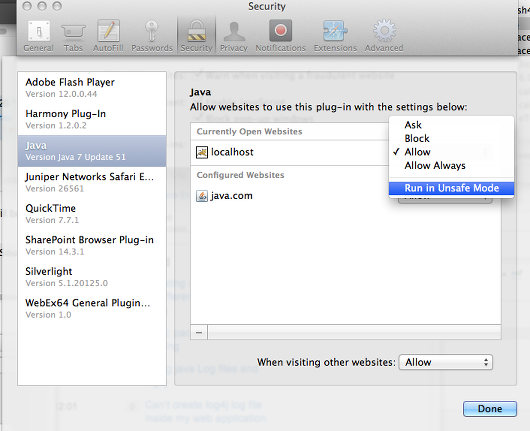 Security
General Tabs AutoFill Passwords Security Privacy Notifications Extensions Advanced
Adobe Flash Player
Version 12.0.0.44
Harmony Plug-In
Version 1.2.0.2
Java
Version Java 7 Update 51
Juniper Networks Safari E...
Version 26561
QuickTime
Version 7.7.1
SharePoint Browser Plug-in
Version 14.3.1
Silverlight
Version 5.1.20125.0
WebEx64 General Plugin...
Version 1.0
Java
Allow websites to use this plug-in with the settings below:
Currently Open Websites
localhost
Configured Websites
java.com
Ask
Block
✓ Allow
Allow Always
Run in Unsafe Mode
When visiting other websites: Allow
Done